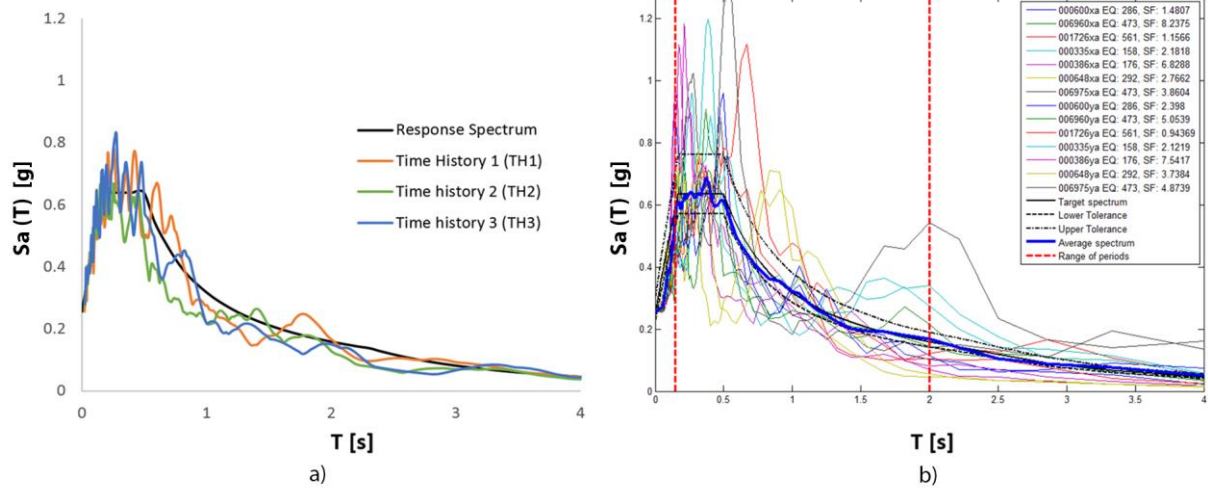 1.2
1
0.8
0.6
0.4
0.2
0
Sa (T) [g]
0 1 2 3 4
T [s]
Response Spectrum
Time History 1 (TH1)
Time history 2 (TH2)
Time history 3 (TH3)
a)
1.2
1
0.8
0.6
0.4
0.2
0
Sa (T) [g]
0 0.5 1 1.5 2 2.5 3 3.5 4
T [s]
000600xa EQ: 286, SF: 1.4807
006960xa EQ: 473, SF: 8.2375
001726xa EQ: 561, SF: 1.1566
000335xa EQ: 158, SF: 2.1818
000386xa EQ: 176, SF: 6.8288
000648xa EQ: 292, SF: 2.7662
006975xa EQ: 473, SF: 3.8604
000600ya EQ: 286, SF: 2.398
006960ya EQ: 473, SF: 5.0539
001726ya EQ: 561, SF: 0.94369
000335ya EQ: 158, SF: 2.1219
000386ya EQ: 176, SF: 7.5417
000648ya EQ: 292, SF: 3.7384
006975ya EQ: 473, SF: 4.8739
Target spectrum
Lower Tolerance
Upper Tolerance
Average spectrum
Range of periods
b)